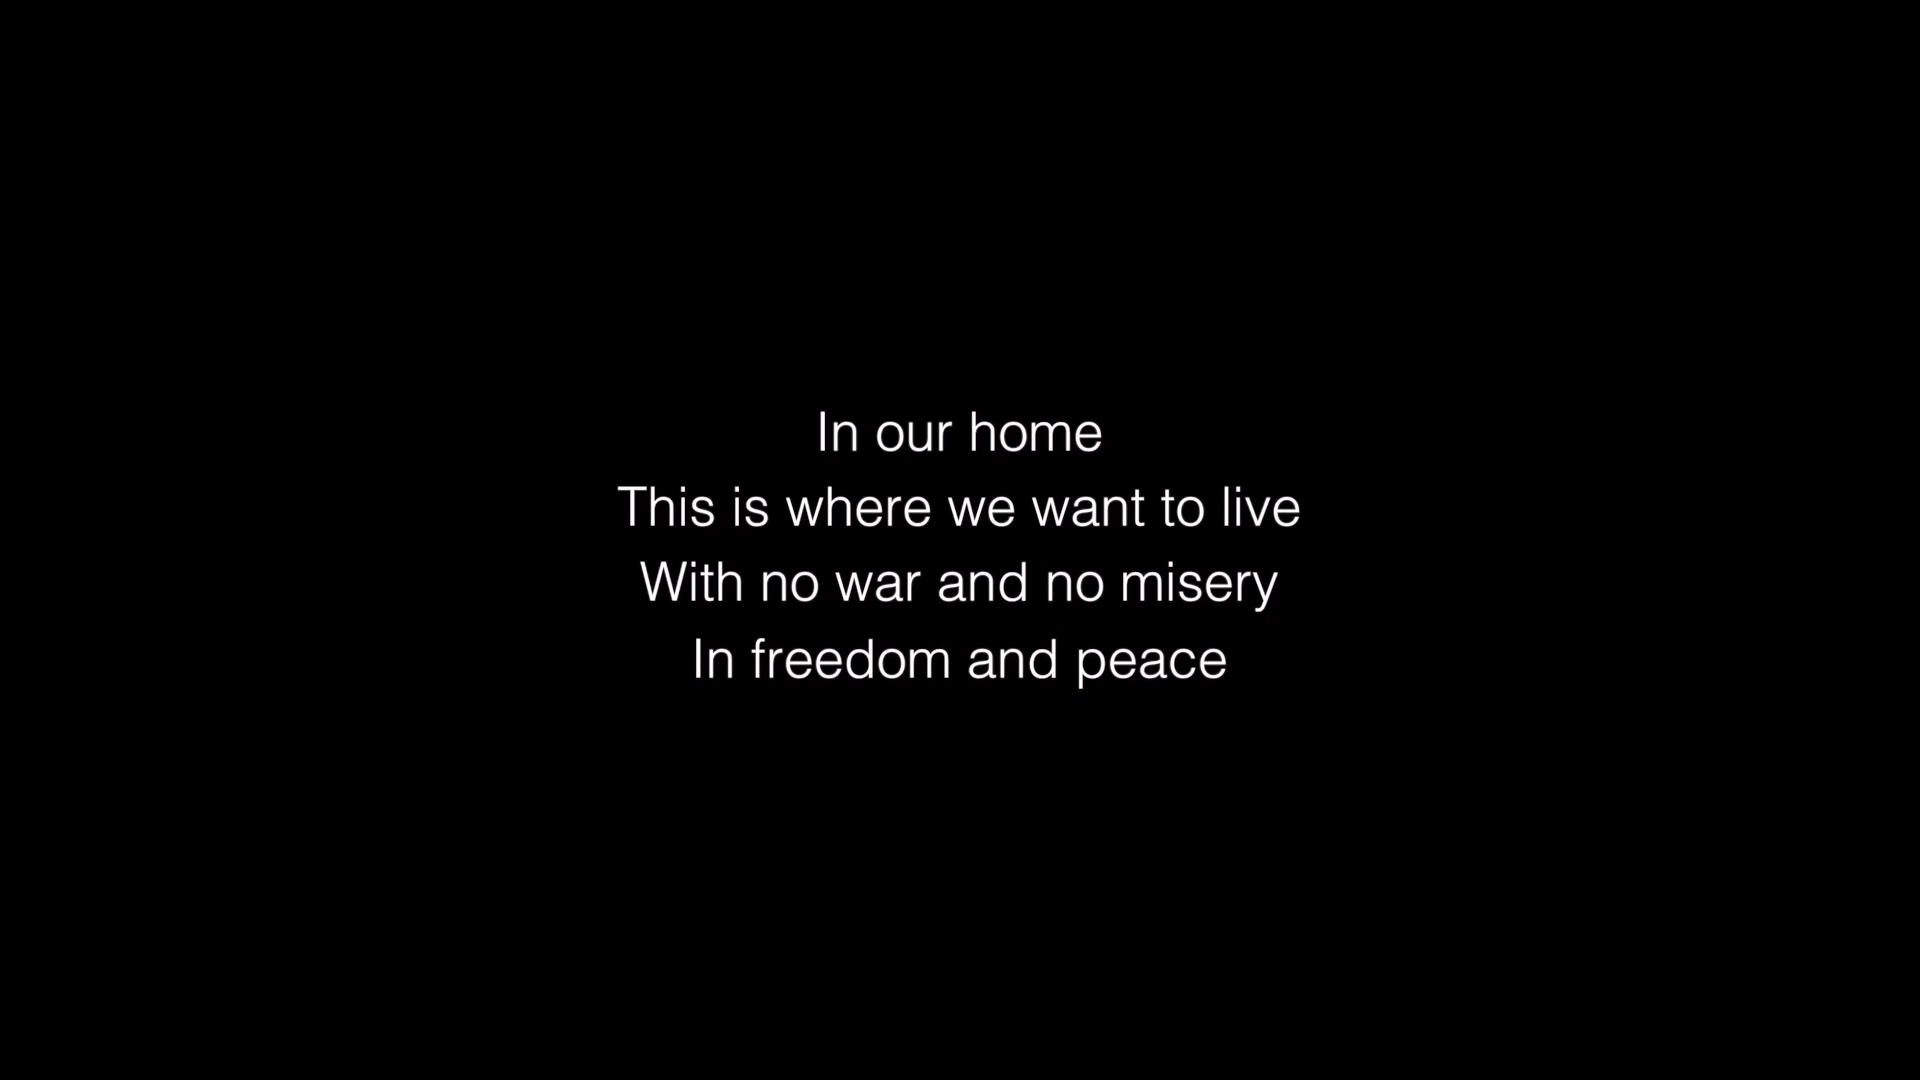 In our home
This is where we want to live
With no war and no misery
In freedom and peace